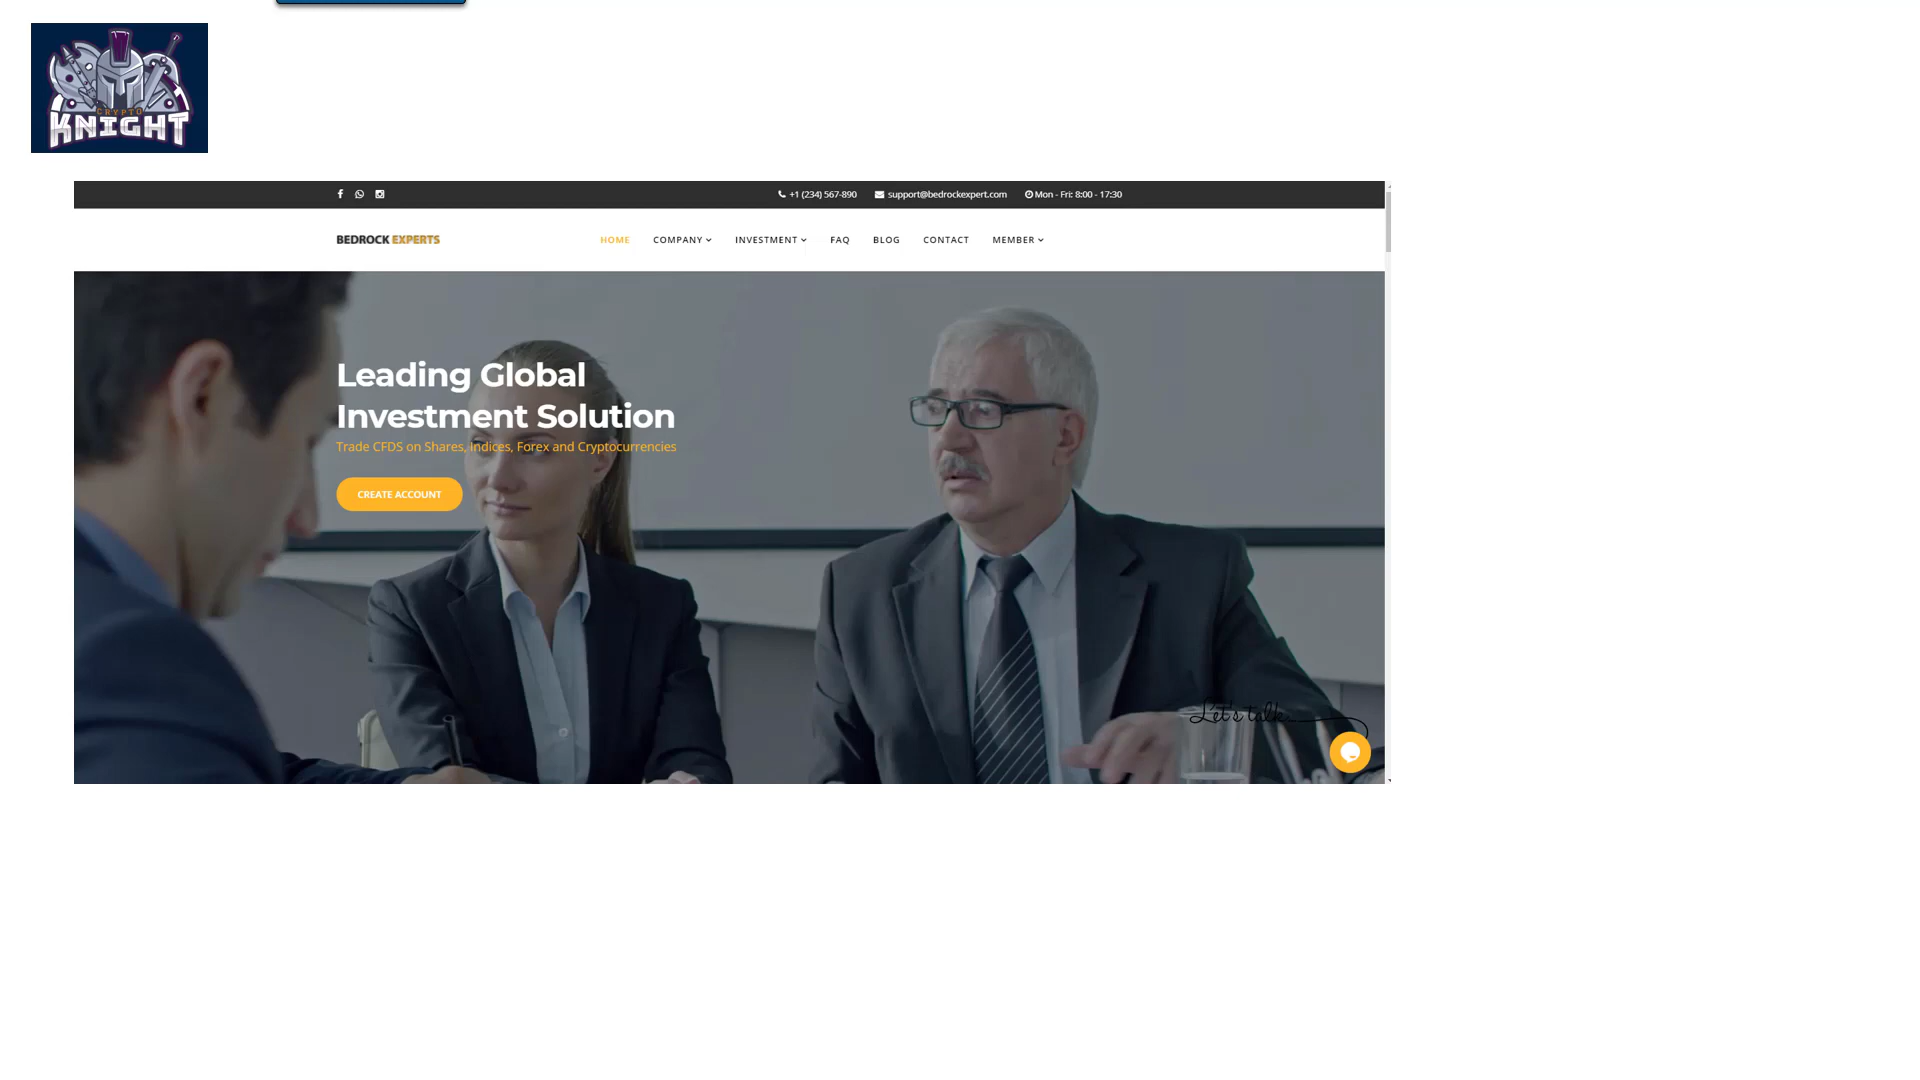 CRYPTO
KNIGHT
+1 (234) 567-890 support@bedrockexpert.com Mon - Fri: 8:00 - 17:30
BEDROCK EXPERTS HOME COMPANY INVESTMENT FAQ BLOG CONTACT MEMBER
Leading Global
Investment Solution
Trade CFDS on Shares, Indices, Forex and Cryptocurrencies
CREATE ACCOUNT
Let's talk